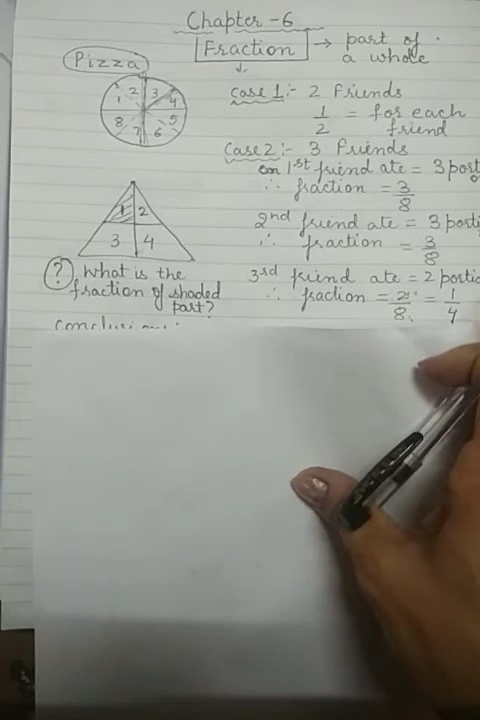 Chapter - 6
Fraction → part of a whole
Pizza
1 2 3 4 5 6 7 8
Case 1:- 2 Friends
1/2 = for each friend
Case 2:- 3 Friends
1st friend ate = 3
∴ fraction = 3/8
1 2
3 4
2nd friend ate = 3
∴ fraction = 3/8
? What is the
fraction of shaded
part?
3rd friend ate = 2
∴ fraction = 2/8 = 1/4